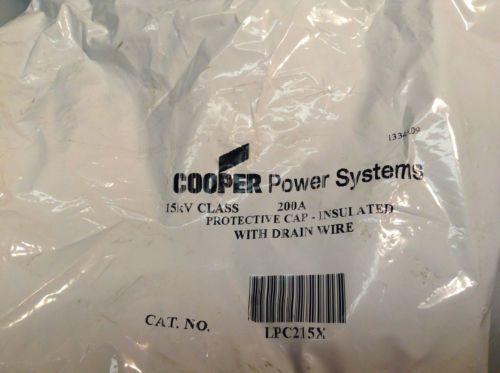 COOPER Power Systems
15kV CLASS 200A
PROTECTIVE CAP - INSULATED
WITH DRAIN WIRE
CAT. NO. LPC215X